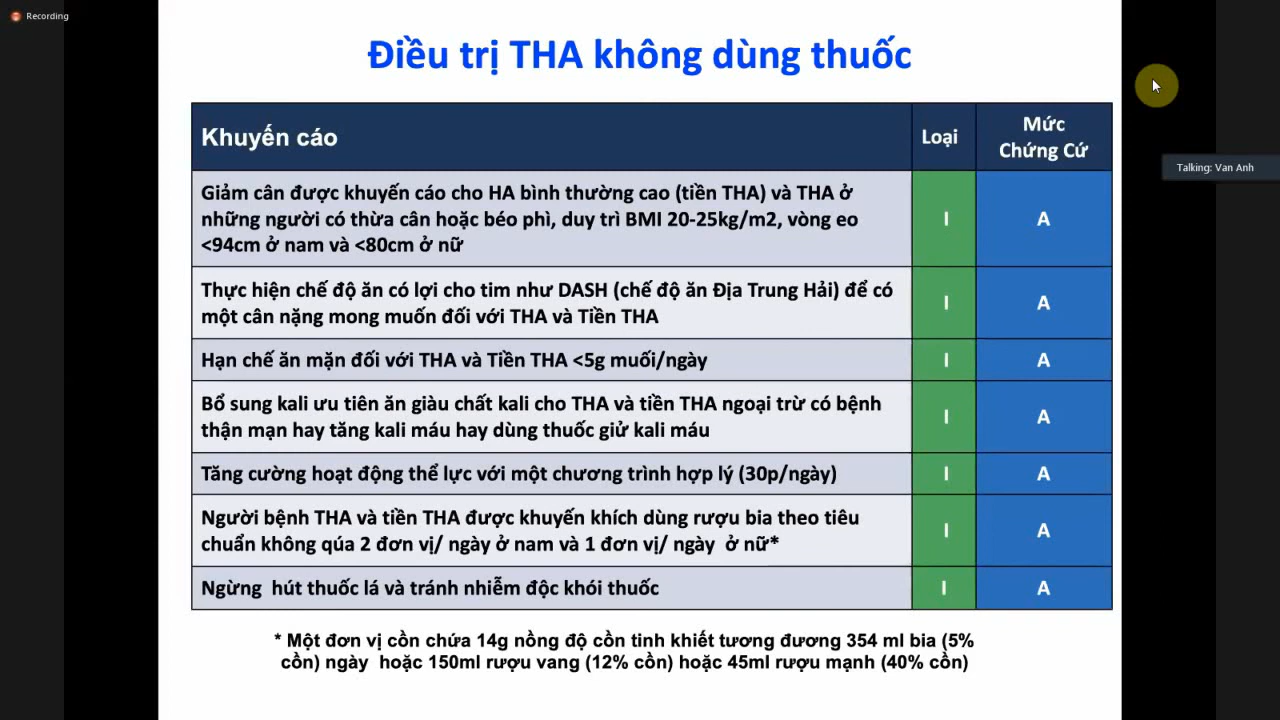 Recording
Điều trị THA không dùng thuốc
Khuyến cáo
Loại
Mức
Chứng Cứ
Talking: Van Anh
Giảm cân được khuyến cáo cho HA bình thường cao (tiền THA) và THA ở
những người có thừa cân hoặc béo phì, duy trì BMI 20-25kg/m2, vòng eo
<94cm ở nam và <80cm ở nữ
I
A
Thực hiện chế độ ăn có lợi cho tim như DASH (chế độ ăn Địa Trung Hải) để có
một cân nặng mong muốn đối với THA và Tiền THA
I
A
Hạn chế ăn mặn đối với THA và Tiền THA <5g muối/ngày
I
A
Bổ sung kali ưu tiên ăn giàu chất kali cho THA và tiền THA ngoại trừ có bệnh
thận mạn hay tăng kali máu hay dùng thuốc giử kali máu
I
A
Tăng cường hoạt động thể lực với một chương trình hợp lý (30p/ngày)
I
A
Người bệnh THA và tiền THA được khuyến khích dùng rượu bia theo tiêu
chuẩn không qúa 2 đơn vị/ ngày ở nam và 1 đơn vị/ ngày ở nữ*
I
A
Ngừng hút thuốc lá và tránh nhiễm độc khói thuốc
I
A
* Một đơn vị cồn chứa 14g nồng độ cồn tinh khiết tương đương 354 ml bia (5%
cồn) ngày hoặc 150ml rượu vang (12% cồn) hoặc 45ml rượu mạnh (40% cồn)